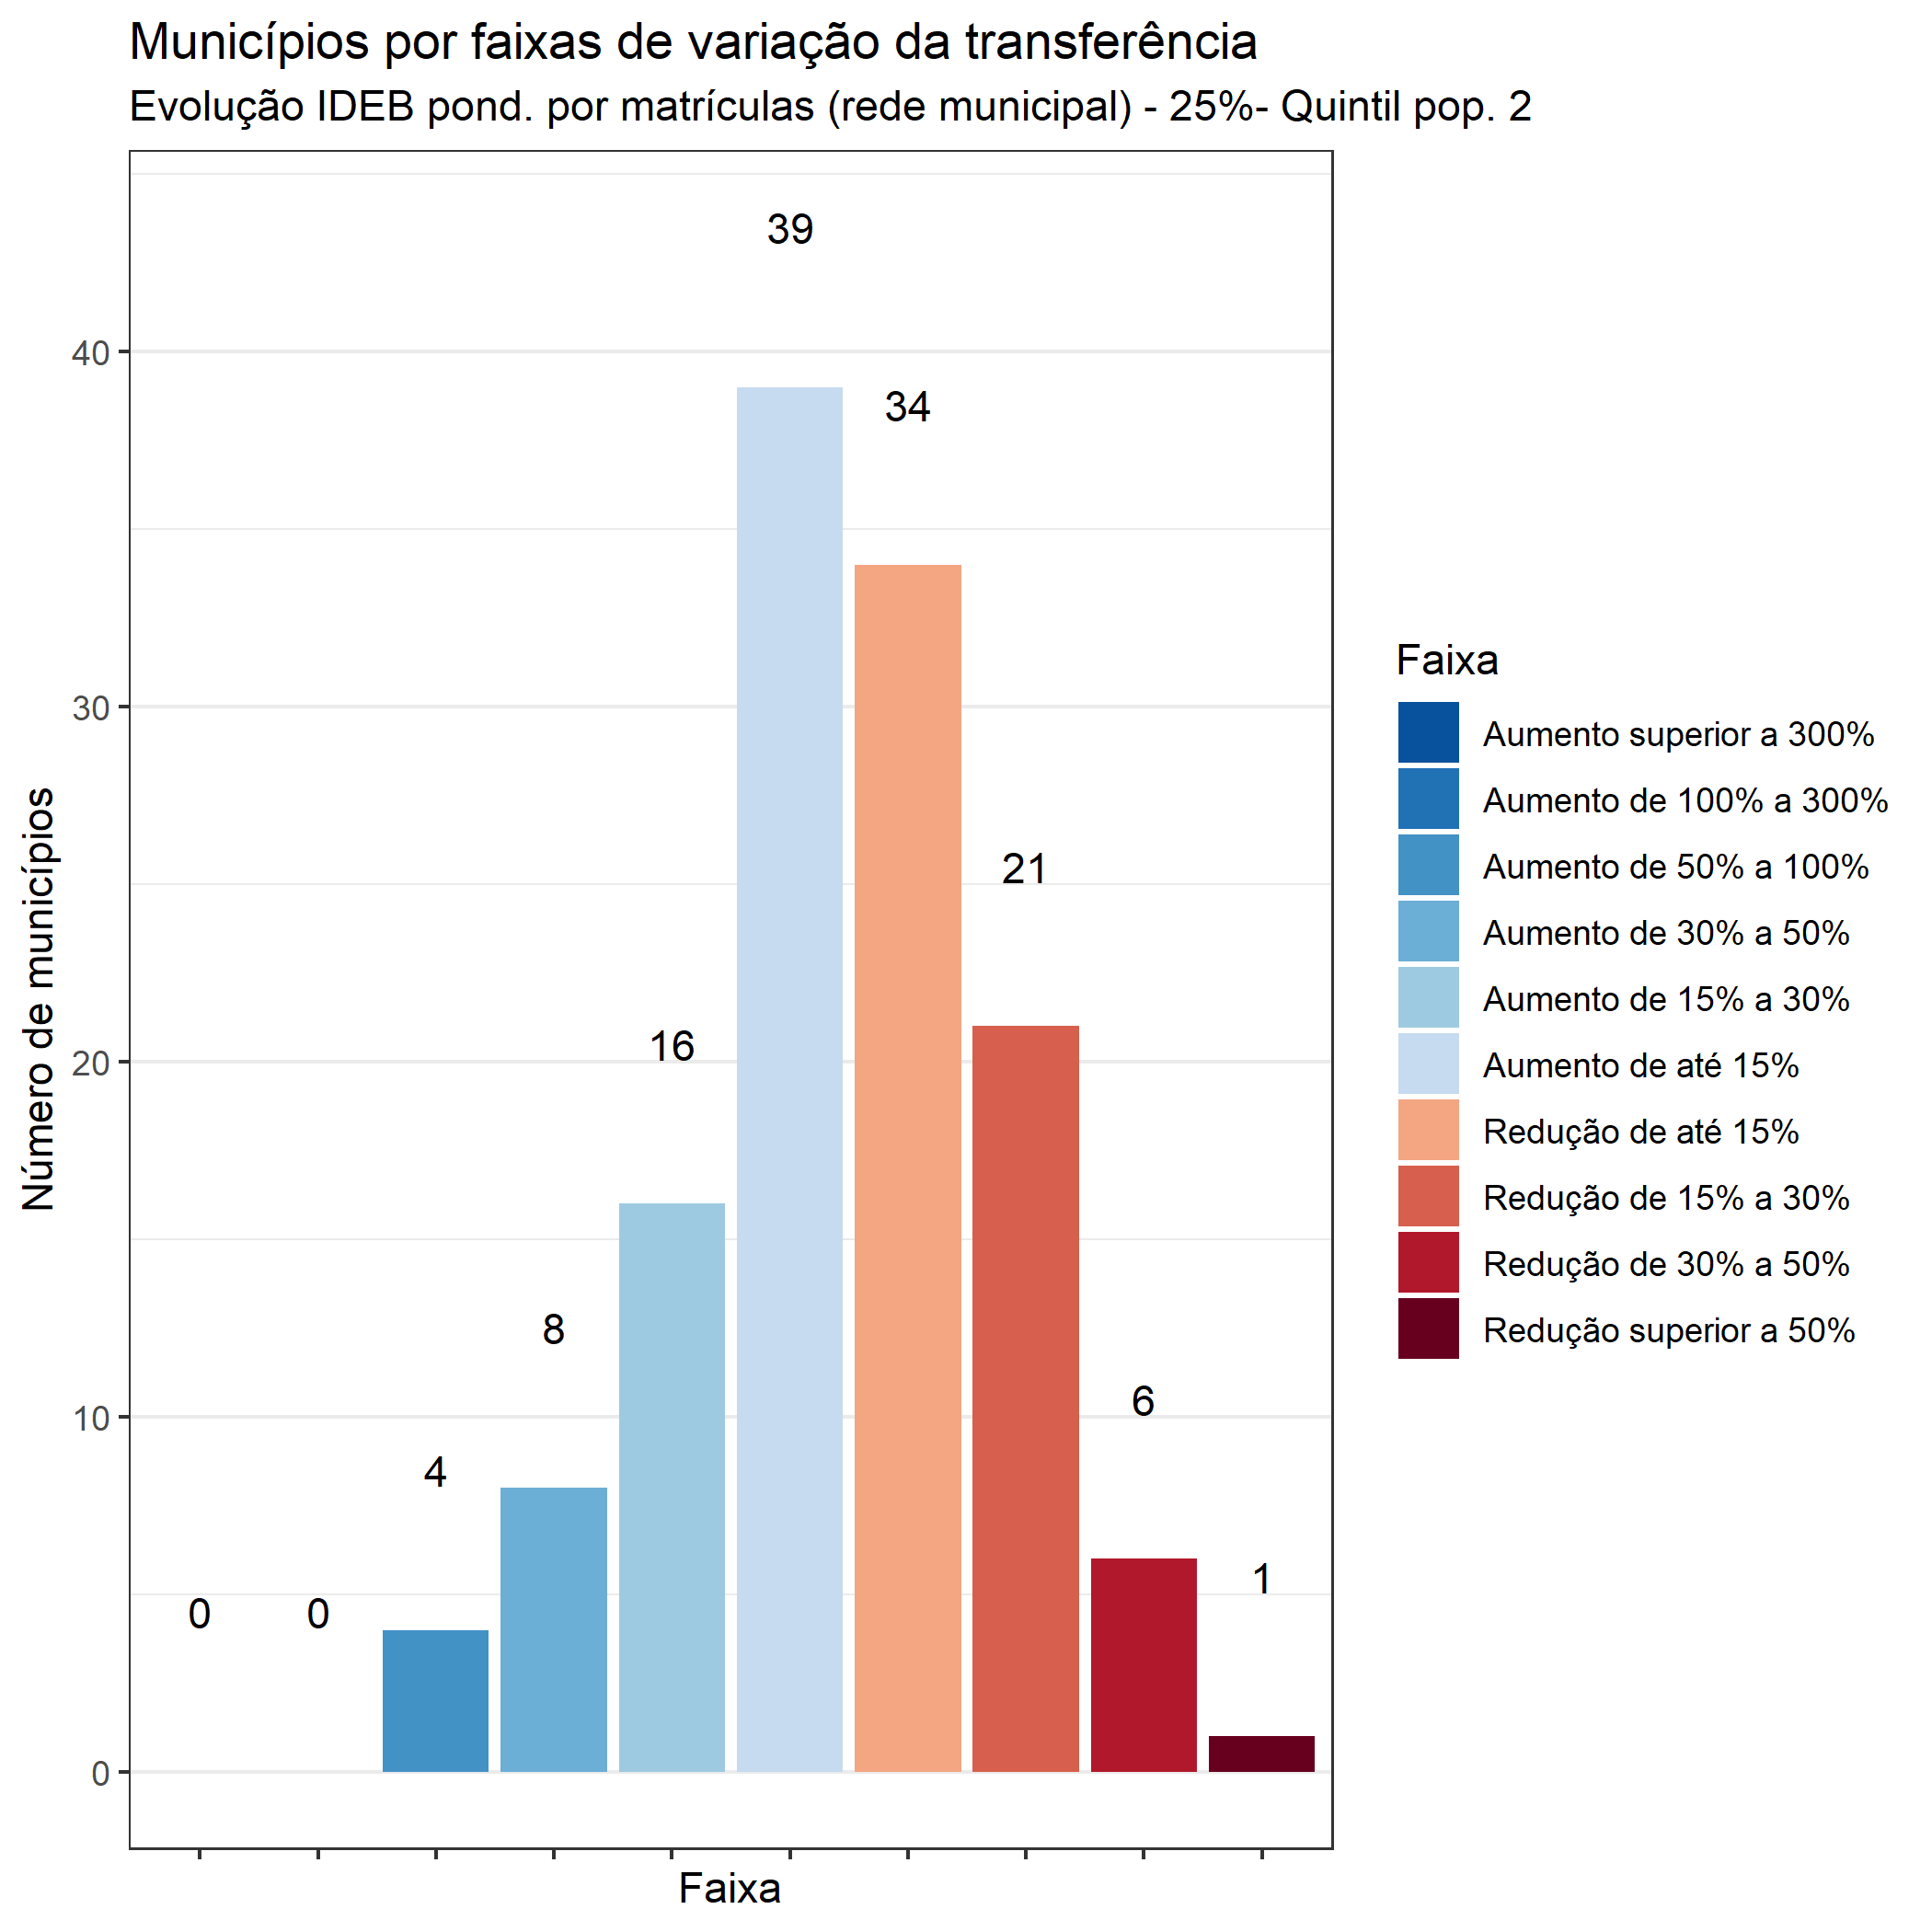 Municípios por faixas de variação da transferência
Evolução IDEB pond. por matrículas (rede municipal) - 25%- Quintil pop. 2
Número de municípios
40
30
20
10
0
0
0
4
8
16
39
34
21
6
1
Faixa
Faixa
Aumento superior a 300%
Aumento de 100% a 300%
Aumento de 50% a 100%
Aumento de 30% a 50%
Aumento de 15% a 30%
Aumento de até 15%
Redução de até 15%
Redução de 15% a 30%
Redução de 30% a 50%
Redução superior a 50%